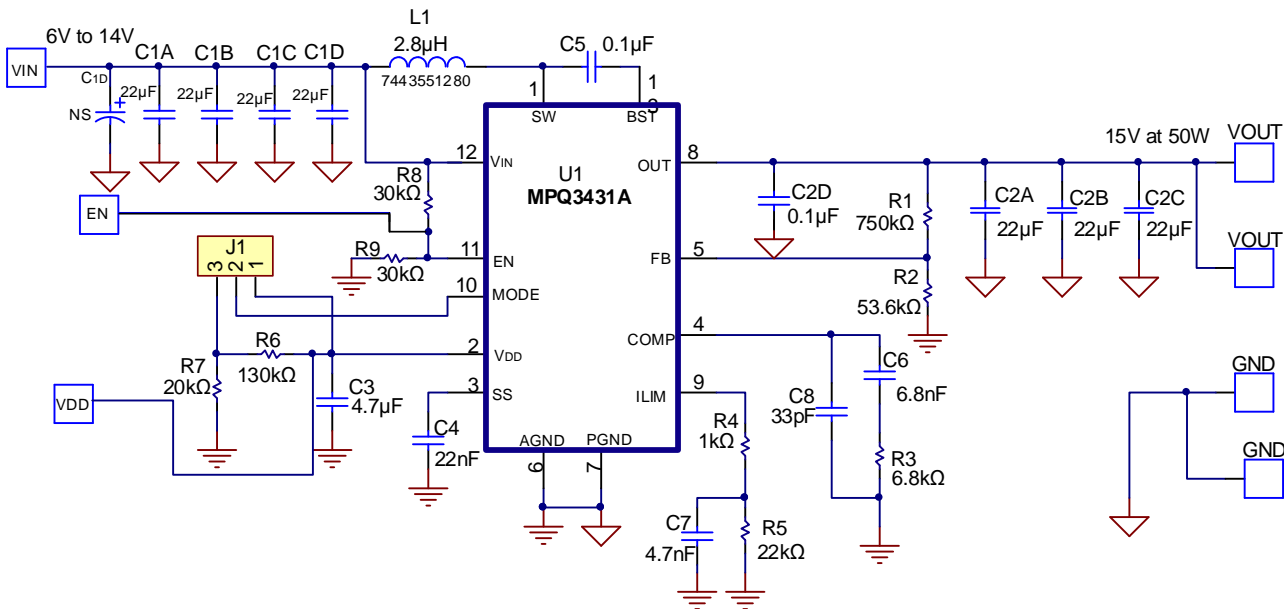 L1
6V to 14V
2.8µH
7443551280
C5
0.1µF
VIN
C1D
NS
+
C1A
22µF
C1B
22µF
C1C
22µF
C1D
22µF
1
SW
1
3
BST
12
VIN
U1
MPQ3431A
OUT
8
15V at 50W
VOUT
R8
30kΩ
C2D
0.1µF
R1
750kΩ
C2A
22µF
C2B
22µF
C2C
22µF
VOUT
EN
R9
30kΩ
11
EN
FB
5
J1
3
2
1
10
MODE
R2
53.6kΩ
COMP
4
R6
130kΩ
2
VDD
R7
20kΩ
C3
4.7µF
3
SS
ILIM
9
C6
6.8nF
C8
33pF
GND
VDD
C4
22nF
AGND
PGND
6
7
R4
1kΩ
R3
6.8kΩ
GND
C7
4.7nF
R5
22kΩ